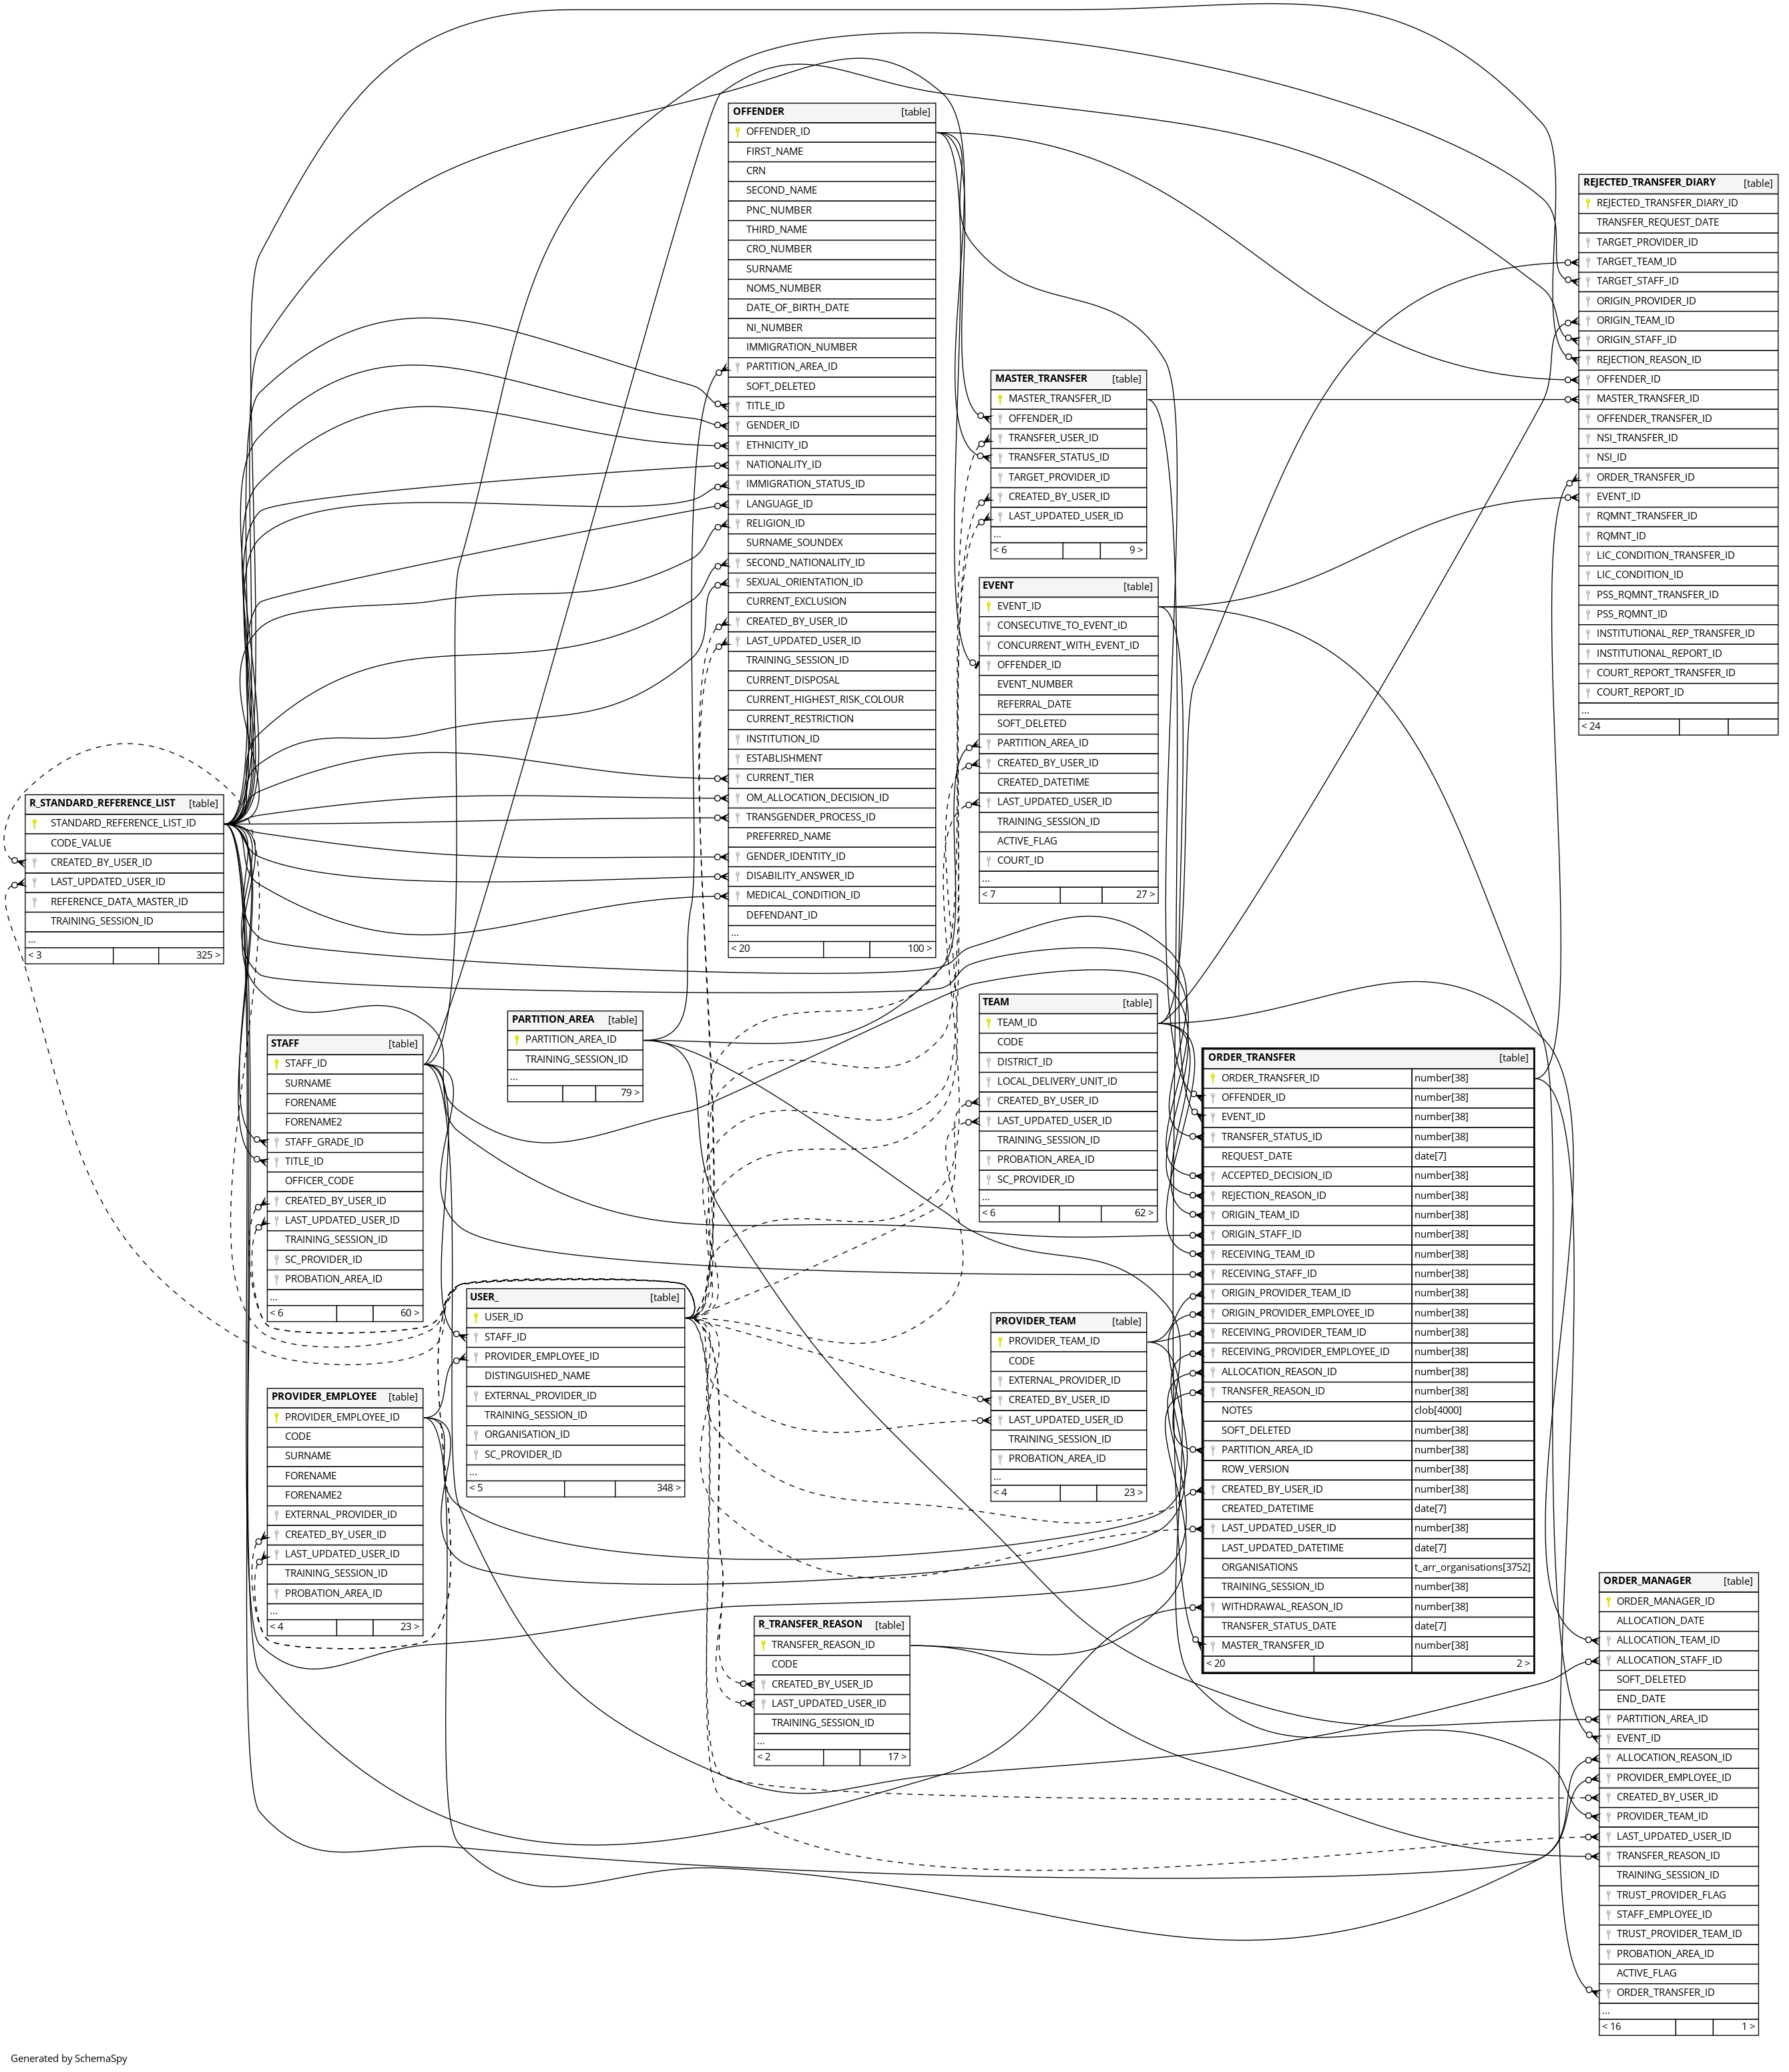 OFFENDER [table]
OFFENDER_ID
FIRST_NAME
CRN
SECOND_NAME
PNC_NUMBER
THIRD_NAME
CRO_NUMBER
SURNAME
NOMS_NUMBER
DATE_OF_BIRTH_DATE
NI_NUMBER
IMMIGRATION_NUMBER
PARTITION_AREA_ID
SOFT_DELETED
TITLE_ID
GENDER_ID
ETHNICITY_ID
NATIONALITY_ID
IMMIGRATION_STATUS_ID
LANGUAGE_ID
RELIGION_ID
SURNAME_SOUNDEX
SECOND_NATIONALITY_ID
SEXUAL_ORIENTATION_ID
CURRENT_EXCLUSION
CREATED_BY_USER_ID
LAST_UPDATED_USER_ID
TRAINING_SESSION_ID
CURRENT_DISPOSAL
CURRENT_HIGHEST_RISK_COLOUR
CURRENT_RESTRICTION
INSTITUTION_ID
ESTABLISHMENT
CURRENT_TIER
OM_ALLOCATION_DECISION_ID
TRANSGENDER_PROCESS_ID
PREFERRED_NAME
GENDER_IDENTITY_ID
DISABILITY_ANSWER_ID
MEDICAL_CONDITION_ID
DEFENDANT_ID
...
< 20 100 >
REJECTED_TRANSFER_DIARY [table]
REJECTED_TRANSFER_DIARY_ID
TRANSFER_REQUEST_DATE
TARGET_PROVIDER_ID
TARGET_TEAM_ID
TARGET_STAFF_ID
ORIGIN_PROVIDER_ID
ORIGIN_TEAM_ID
ORIGIN_STAFF_ID
REJECTION_REASON_ID
OFFENDER_ID
MASTER_TRANSFER_ID
OFFENDER_TRANSFER_ID
NSI_TRANSFER_ID
NSI_ID
ORDER_TRANSFER_ID
EVENT_ID
RQMNT_TRANSFER_ID
RQMNT_ID
LIC_CONDITION_TRANSFER_ID
LIC_CONDITION_ID
PSS_RQMNT_TRANSFER_ID
PSS_RQMNT_ID
INSTITUTIONAL_REP_TRANSFER_ID
INSTITUTIONAL_REPORT_ID
COURT_REPORT_TRANSFER_ID
COURT_REPORT_ID
...
< 24
MASTER_TRANSFER [table]
MASTER_TRANSFER_ID
OFFENDER_ID
TRANSFER_USER_ID
TRANSFER_STATUS_ID
TARGET_PROVIDER_ID
CREATED_BY_USER_ID
LAST_UPDATED_USER_ID
...
< 6 9 >
EVENT [table]
EVENT_ID
CONSECUTIVE_TO_EVENT_ID
CONCURRENT_WITH_EVENT_ID
OFFENDER_ID
EVENT_NUMBER
REFERRAL_DATE
SOFT_DELETED
PARTITION_AREA_ID
CREATED_BY_USER_ID
CREATED_DATETIME
LAST_UPDATED_USER_ID
TRAINING_SESSION_ID
ACTIVE_FLAG
COURT_ID
...
< 7 27 >
R_STANDARD_REFERENCE_LIST [table]
STANDARD_REFERENCE_LIST_ID
CODE_VALUE
CREATED_BY_USER_ID
LAST_UPDATED_USER_ID
REFERENCE_DATA_MASTER_ID
TRAINING_SESSION_ID
...
< 3 325 >
PARTITION_AREA [table]
PARTITION_AREA_ID
TRAINING_SESSION_ID
...
79 >
TEAM [table]
TEAM_ID
CODE
DISTRICT_ID
LOCAL_DELIVERY_UNIT_ID
CREATED_BY_USER_ID
LAST_UPDATED_USER_ID
TRAINING_SESSION_ID
PROBATION_AREA_ID
SC_PROVIDER_ID
...
< 6 62 >
STAFF [table]
STAFF_ID
SURNAME
FORENAME
FORENAME2
STAFF_GRADE_ID
TITLE_ID
OFFICER_CODE
CREATED_BY_USER_ID
LAST_UPDATED_USER_ID
TRAINING_SESSION_ID
SC_PROVIDER_ID
PROBATION_AREA_ID
...
< 6 60 >
ORDER_TRANSFER [table]
ORDER_TRANSFER_ID number[38]
OFFENDER_ID number[38]
EVENT_ID number[38]
TRANSFER_STATUS_ID number[38]
REQUEST_DATE date[7]
ACCEPTED_DECISION_ID number[38]
REJECTION_REASON_ID number[38]
ORIGIN_TEAM_ID number[38]
ORIGIN_STAFF_ID number[38]
RECEIVING_TEAM_ID number[38]
RECEIVING_STAFF_ID number[38]
ORIGIN_PROVIDER_TEAM_ID number[38]
ORIGIN_PROVIDER_EMPLOYEE_ID number[38]
RECEIVING_PROVIDER_TEAM_ID number[38]
RECEIVING_PROVIDER_EMPLOYEE_ID number[38]
ALLOCATION_REASON_ID number[38]
TRANSFER_REASON_ID number[38]
NOTES clob[4000]
SOFT_DELETED number[38]
PARTITION_AREA_ID number[38]
ROW_VERSION number[38]
CREATED_BY_USER_ID number[38]
CREATED_DATETIME date[7]
LAST_UPDATED_USER_ID number[38]
LAST_UPDATED_DATETIME date[7]
ORGANISATIONS t_arr_organisations[3752]
TRAINING_SESSION_ID number[38]
WITHDRAWAL_REASON_ID number[38]
TRANSFER_STATUS_DATE date[7]
MASTER_TRANSFER_ID number[38]
< 20 2 >
USER_ [table]
USER_ID
STAFF_ID
PROVIDER_EMPLOYEE_ID
DISTINGUISHED_NAME
EXTERNAL_PROVIDER_ID
TRAINING_SESSION_ID
ORGANISATION_ID
SC_PROVIDER_ID
...
< 5 348 >
PROVIDER_TEAM [table]
PROVIDER_TEAM_ID
CODE
EXTERNAL_PROVIDER_ID
CREATED_BY_USER_ID
LAST_UPDATED_USER_ID
TRAINING_SESSION_ID
PROBATION_AREA_ID
...
< 4 23 >
PROVIDER_EMPLOYEE [table]
PROVIDER_EMPLOYEE_ID
CODE
SURNAME
FORENAME
FORENAME2
EXTERNAL_PROVIDER_ID
CREATED_BY_USER_ID
LAST_UPDATED_USER_ID
TRAINING_SESSION_ID
PROBATION_AREA_ID
...
< 4 23 >
R_TRANSFER_REASON [table]
TRANSFER_REASON_ID
CODE
CREATED_BY_USER_ID
LAST_UPDATED_USER_ID
TRAINING_SESSION_ID
...
< 2 17 >
ORDER_MANAGER [table]
ORDER_MANAGER_ID
ALLOCATION_DATE
ALLOCATION_TEAM_ID
ALLOCATION_STAFF_ID
SOFT_DELETED
END_DATE
PARTITION_AREA_ID
EVENT_ID
ALLOCATION_REASON_ID
PROVIDER_EMPLOYEE_ID
CREATED_BY_USER_ID
PROVIDER_TEAM_ID
LAST_UPDATED_USER_ID
TRANSFER_REASON_ID
TRAINING_SESSION_ID
TRUST_PROVIDER_FLAG
STAFF_EMPLOYEE_ID
TRUST_PROVIDER_TEAM_ID
PROBATION_AREA_ID
ACTIVE_FLAG
ORDER_TRANSFER_ID
...
< 16 1 >
Generated by SchemaSpy